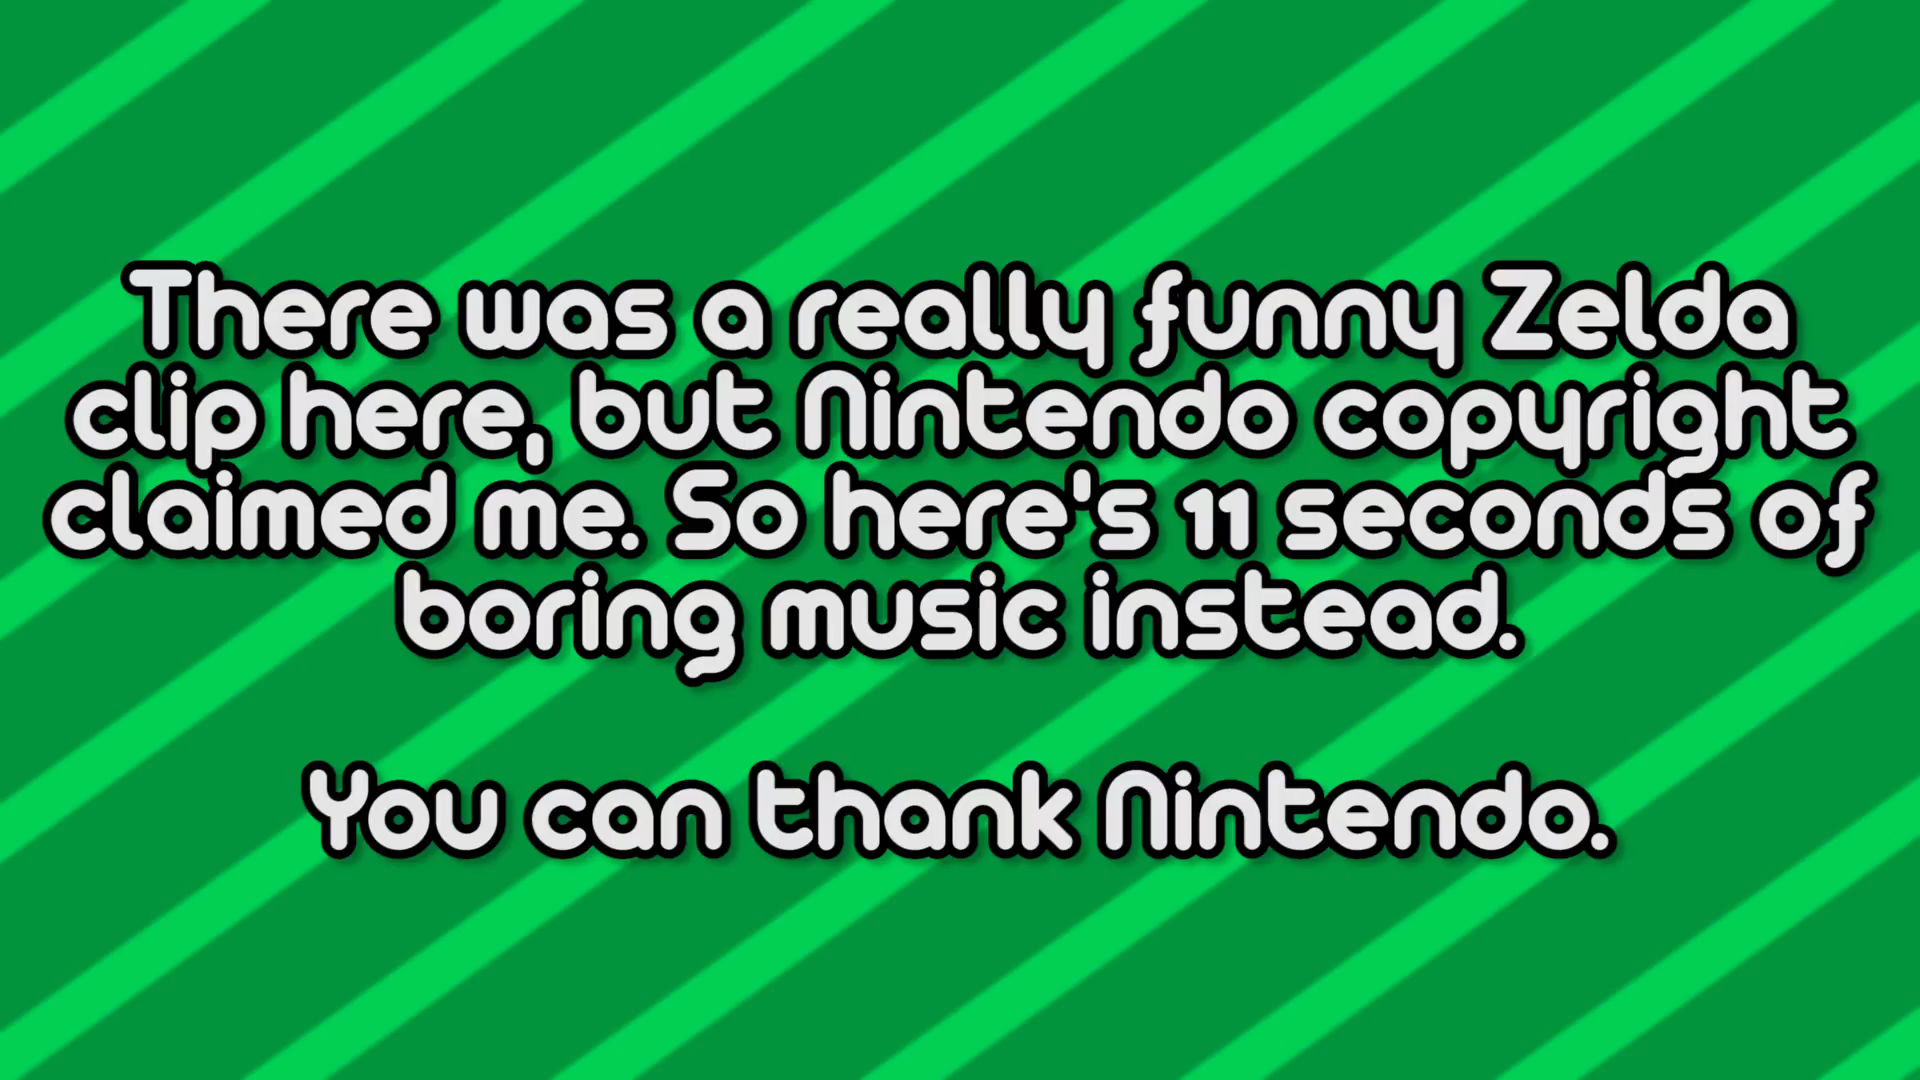 There was a really funny Zelda
clip here, but Nintendo copyright
claimed me. So here's 11 seconds of
boring music instead.
You can thank Nintendo.